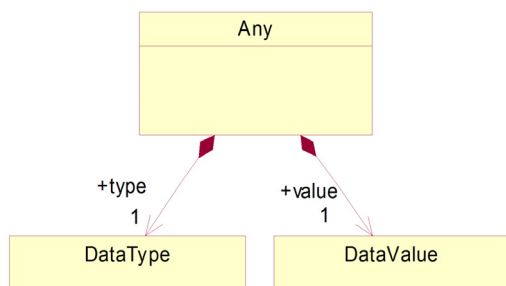 Any
+type
1
+value
1
DataType
DataValue